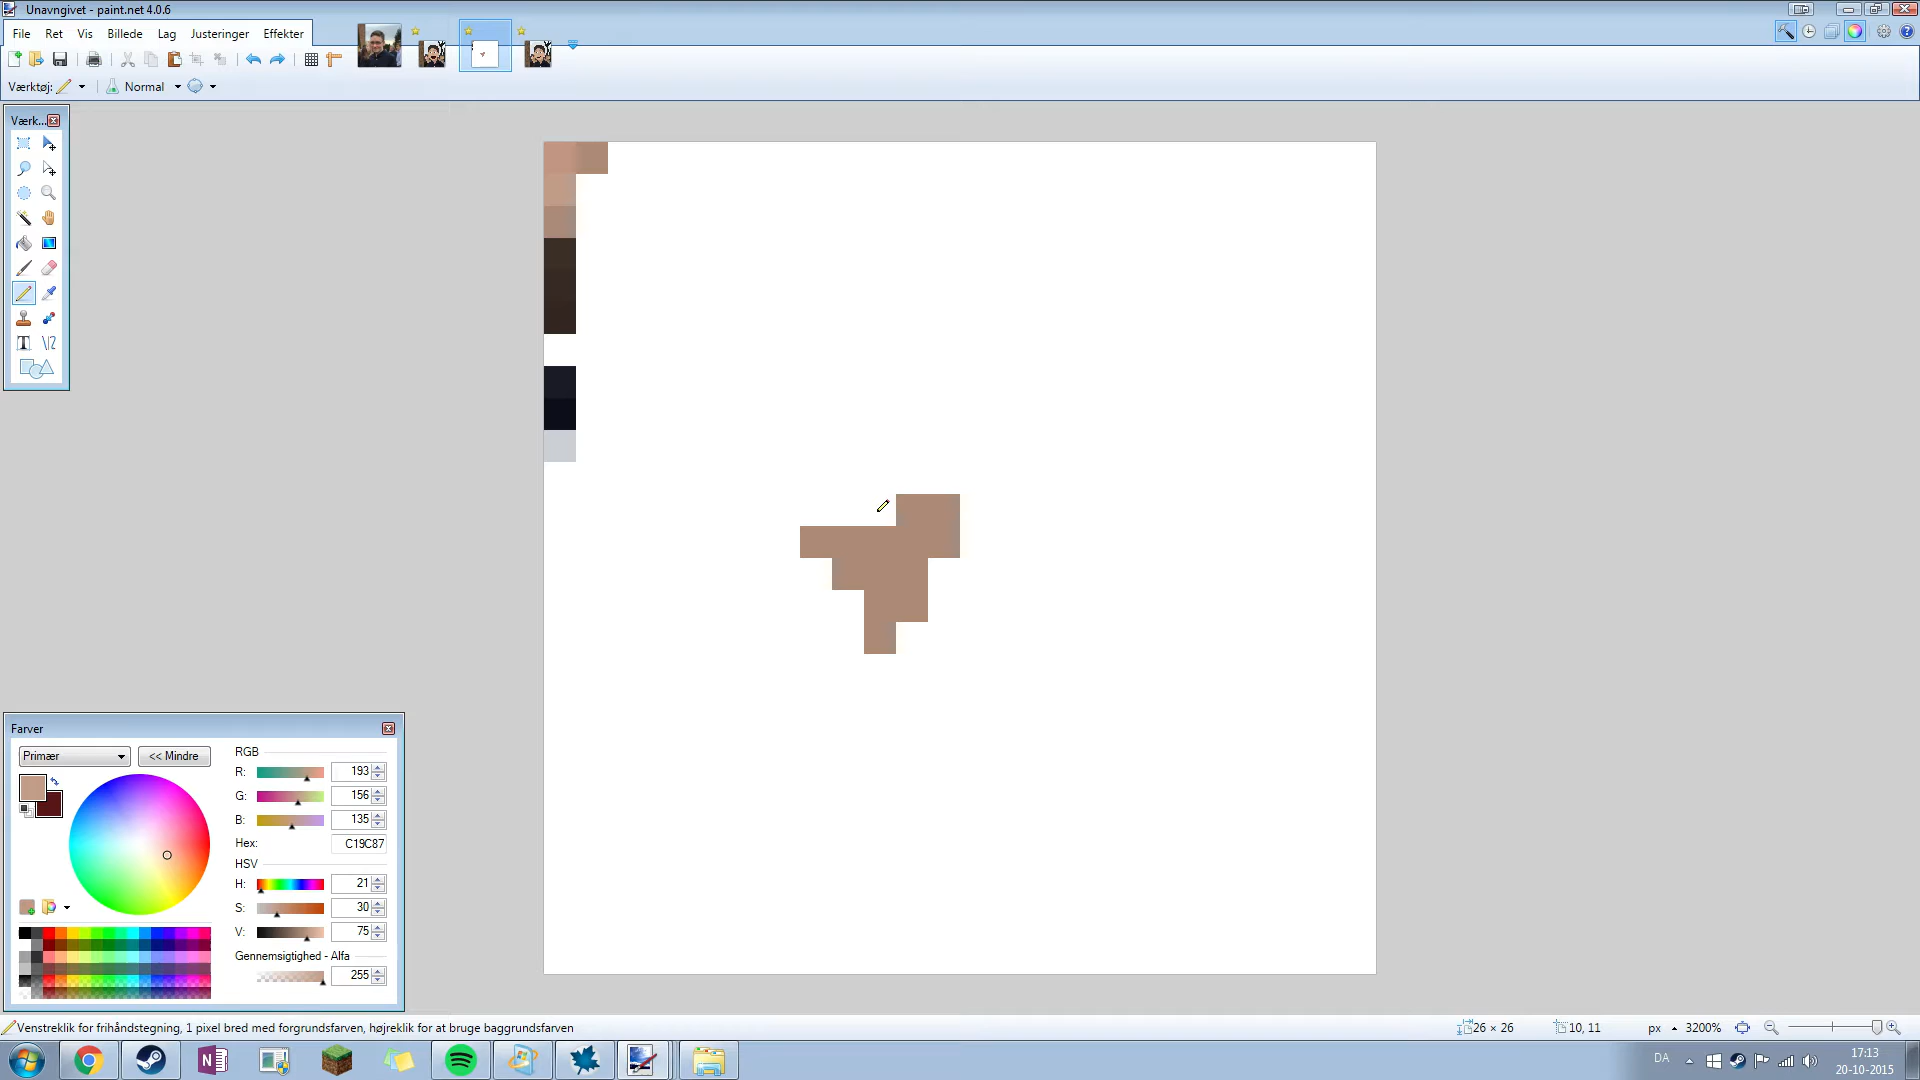 Unavngivet - paint.net 4.0.6
File Ret Vis Billede Lag Justeringer Effekter
Værktøj: Normal
Værk...
Farver
Primær << Mindre
RGB
R: 193
G: 156
B: 135
Hex: C19C87
HSV
H: 21
S: 30
V: 75
Gennemsigtighed - Alfa
255
Venstreklik for frihåndstegning, 1 pixel bred med forgrundsfarven, højreklik for at bruge baggrundsfarven
26 × 26 10, 11 px 3200%
DA 17:13
20-10-2015